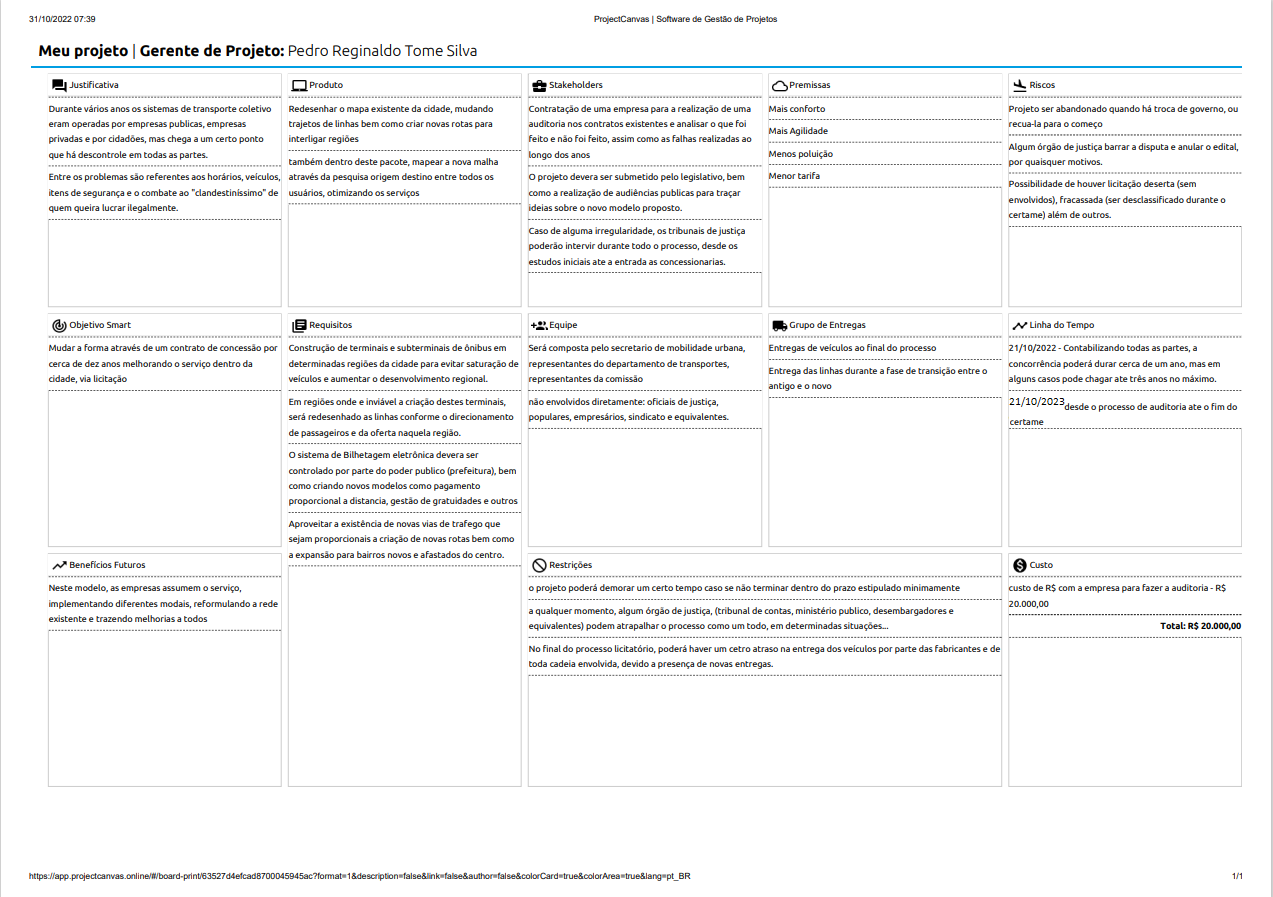 31/10/2022 07:39
ProjectCanvas | Software de Gestão de Projetos
Meu projeto | Gerente de Projeto: Pedro Reginaldo Tome Silva
Justificativa
Durante vários anos os sistemas de transporte coletivo
eram operadas por empresas publicas, empresas
privadas e por cidadões, mas chega a um certo ponto
que há descontrole em todas as partes.
Entre os problemas são referentes aos horários, veículos,
itens de segurança e o combate ao "clandestiníssimo" de
quem queira lucrar ilegalmente.
Produto
Redesenhar o mapa existente da cidade, mudando
trajetos de linhas bem como criar novas rotas para
interligar regiões
também dentro deste pacote, mapear a nova malha
através da pesquisa origem destino entre todos os
usuários, otimizando os serviços
Stakeholders
Contratação de uma empresa para a realização de uma
auditoria nos contratos existentes e analisar o que foi
feito e não foi feito, assim como as falhas realizadas ao
longo dos anos
O projeto devera ser submetido pelo legislativo, bem
como a realização de audiências publicas para traçar
ideias sobre o novo modelo proposto.
Caso de alguma irregularidade, os tribunais de justiça
poderão intervir durante todo o processo, desde os
estudos iniciais ate a entrada as concessionarias.
Premissas
Mais conforto
Mais Agilidade
Menos poluição
Menor tarifa
Riscos
Projeto ser abandonado quando há troca de governo, ou
recua-la para o começo
Algum órgão de justiça barrar a disputa e anular o edital,
por quaisquer motivos.
Possibilidade de houver licitação deserta (sem
envolvidos), fracassada (ser desclassificado durante o
certame) além de outros.
Objetivo Smart
Mudar a forma através de um contrato de concessão por
cerca de dez anos melhorando o serviço dentro da
cidade, via licitação
Requisitos
Construção de terminais e subterminais de ônibus em
determinadas regiões da cidade para evitar saturação de
veículos e aumentar o desenvolvimento regional.
Em regiões onde e inviável a criação destes terminais,
será redesenhado as linhas conforme o direcionamento
de passageiros e da oferta naquela região.
O sistema de Bilhetagem eletrônica devera ser
controlado por parte do poder publico (prefeitura), bem
como criando novos modelos como pagamento
proporcional a distancia, gestão de gratuidades e outros
Aproveitar a existência de novas vias de trafego que
sejam proporcionais a criação de novas rotas bem como
a expansão para bairros novos e afastados do centro.
Equipe
Será composta pelo secretario de mobilidade urbana,
representantes do departamento de transportes,
representantes da comissão
não envolvidos diretamente: oficiais de justiça,
populares, empresários, sindicato e equivalentes.
Grupo de Entregas
Entregas de veículos ao final do processo
Entrega das linhas durante a fase de transição entre o
antigo e o novo
Linha do Tempo
21/10/2022 - Contabilizando todas as partes, a
concorrência poderá durar cerca de um ano, mas em
alguns casos pode chagar ate três anos no máximo.
21/10/2023 desde o processo de auditoria ate o fim do
certame
Benefícios Futuros
Neste modelo, as empresas assumem o serviço,
implementando diferentes modais, reformulando a rede
existente e trazendo melhorias a todos
Restrições
o projeto poderá demorar um certo tempo caso se não terminar dentro do prazo estipulado minimamente
a qualquer momento, algum órgão de justiça, (tribunal de contas, ministério publico, desembargadores e
equivalentes) podem atrapalhar o processo como um todo, em determinadas situações...
No final do processo licitatório, poderá haver um cetro atraso na entrega dos veículos por parte das fabricantes e de
toda cadeia envolvida, devido a presença de novas entregas.
Custo
custo de R$ com a empresa para fazer a auditoria - R$
20.000,00
Total: R$ 20.000,00
https://app.projectcanvas.online/#/board-print/63527d4efcad8700045945ac?format=1&description=false&link=false&author=false&colorCard=true&colorArea=true&lang=pt_BR
1/1